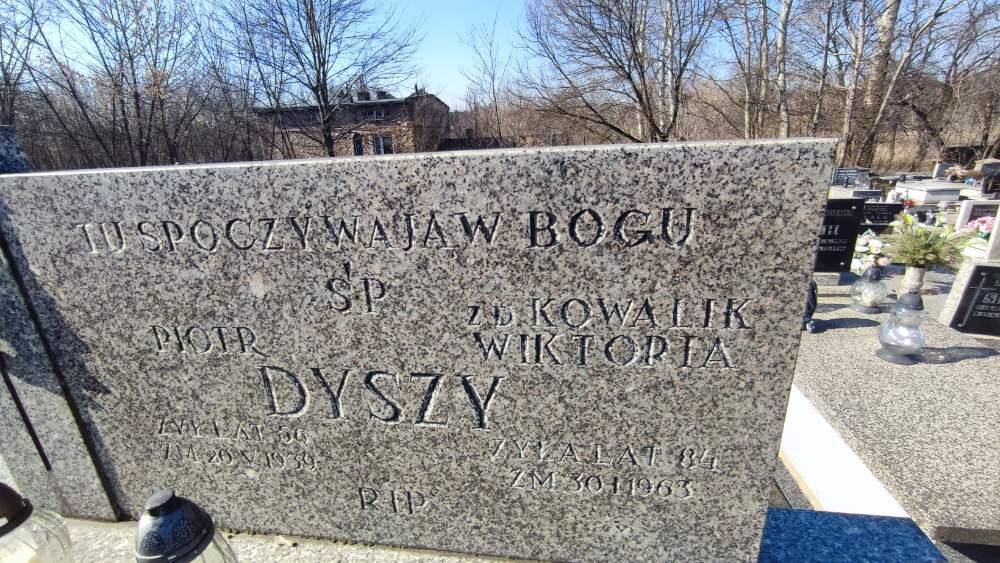 TU SPOCZYWAJĄ W BOGU
ŚP
PIOTR
ZD KOWALIK
WIKTORIA
DYSZY
ŻYŁ LAT 56
ZM 20 V 1939
ŻYŁA LAT 84
ZM 30 I 1963
RIP